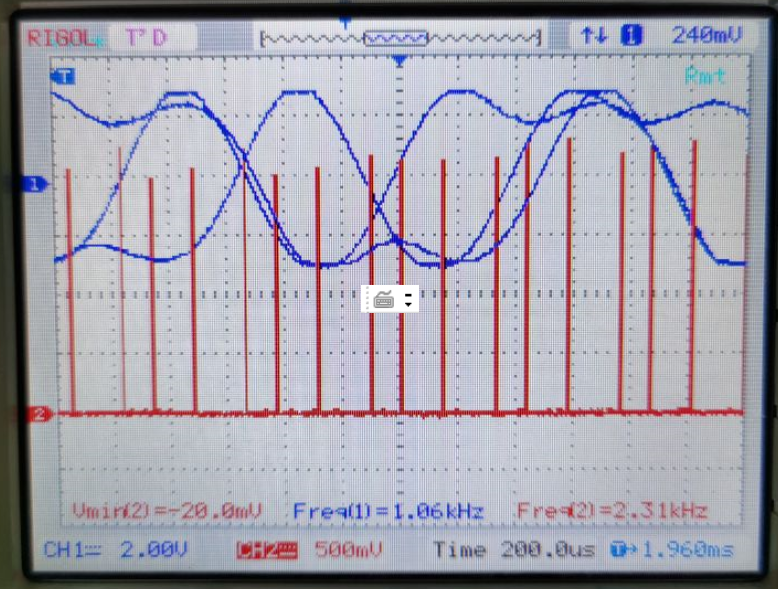 RIGOL T'D 1 240mV
T Rmt
1
2
Vmin(2)=-20.0mV Freq(1)=1.06kHz Freq(2)=2.31kHz
CH1 2.00V CH2 500mV Time 200.0us T→1.960ms